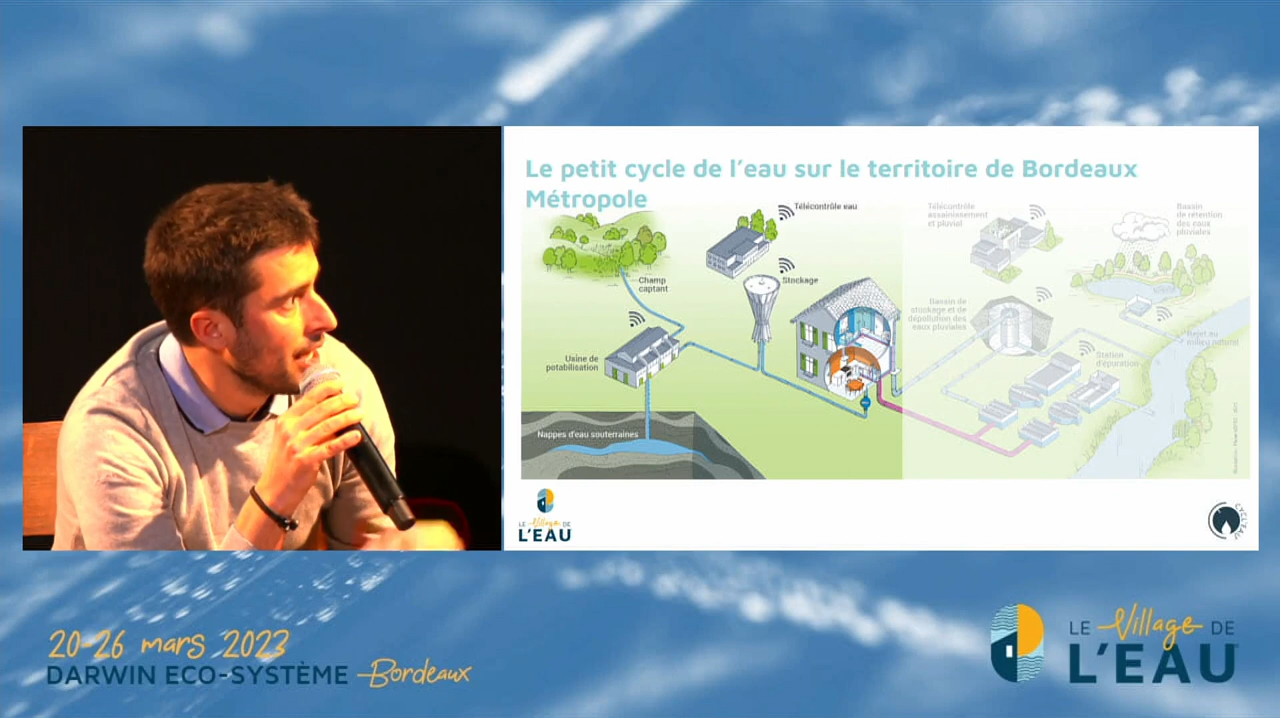 Le petit cycle de l'eau sur le territoire de Bordeaux
Métropole
Télécontrôle eau
Champ
captant
Stockage
Usine de
potabilisation
Nappes d'eau souterraines
Télécontrôle
assainissement
et pluvial
Bassin
de rétention
des eaux
pluviales
Bassin de
stockage et de
dépollution des
eaux pluviales
Rejet au
milieu naturel
Station
d'épuration
LE Village DE
L'EAU
CYCL'EAU
20-26 mars 2023
DARWIN ECO-SYSTÈME Bordeaux
LE Village DE
L'EAU